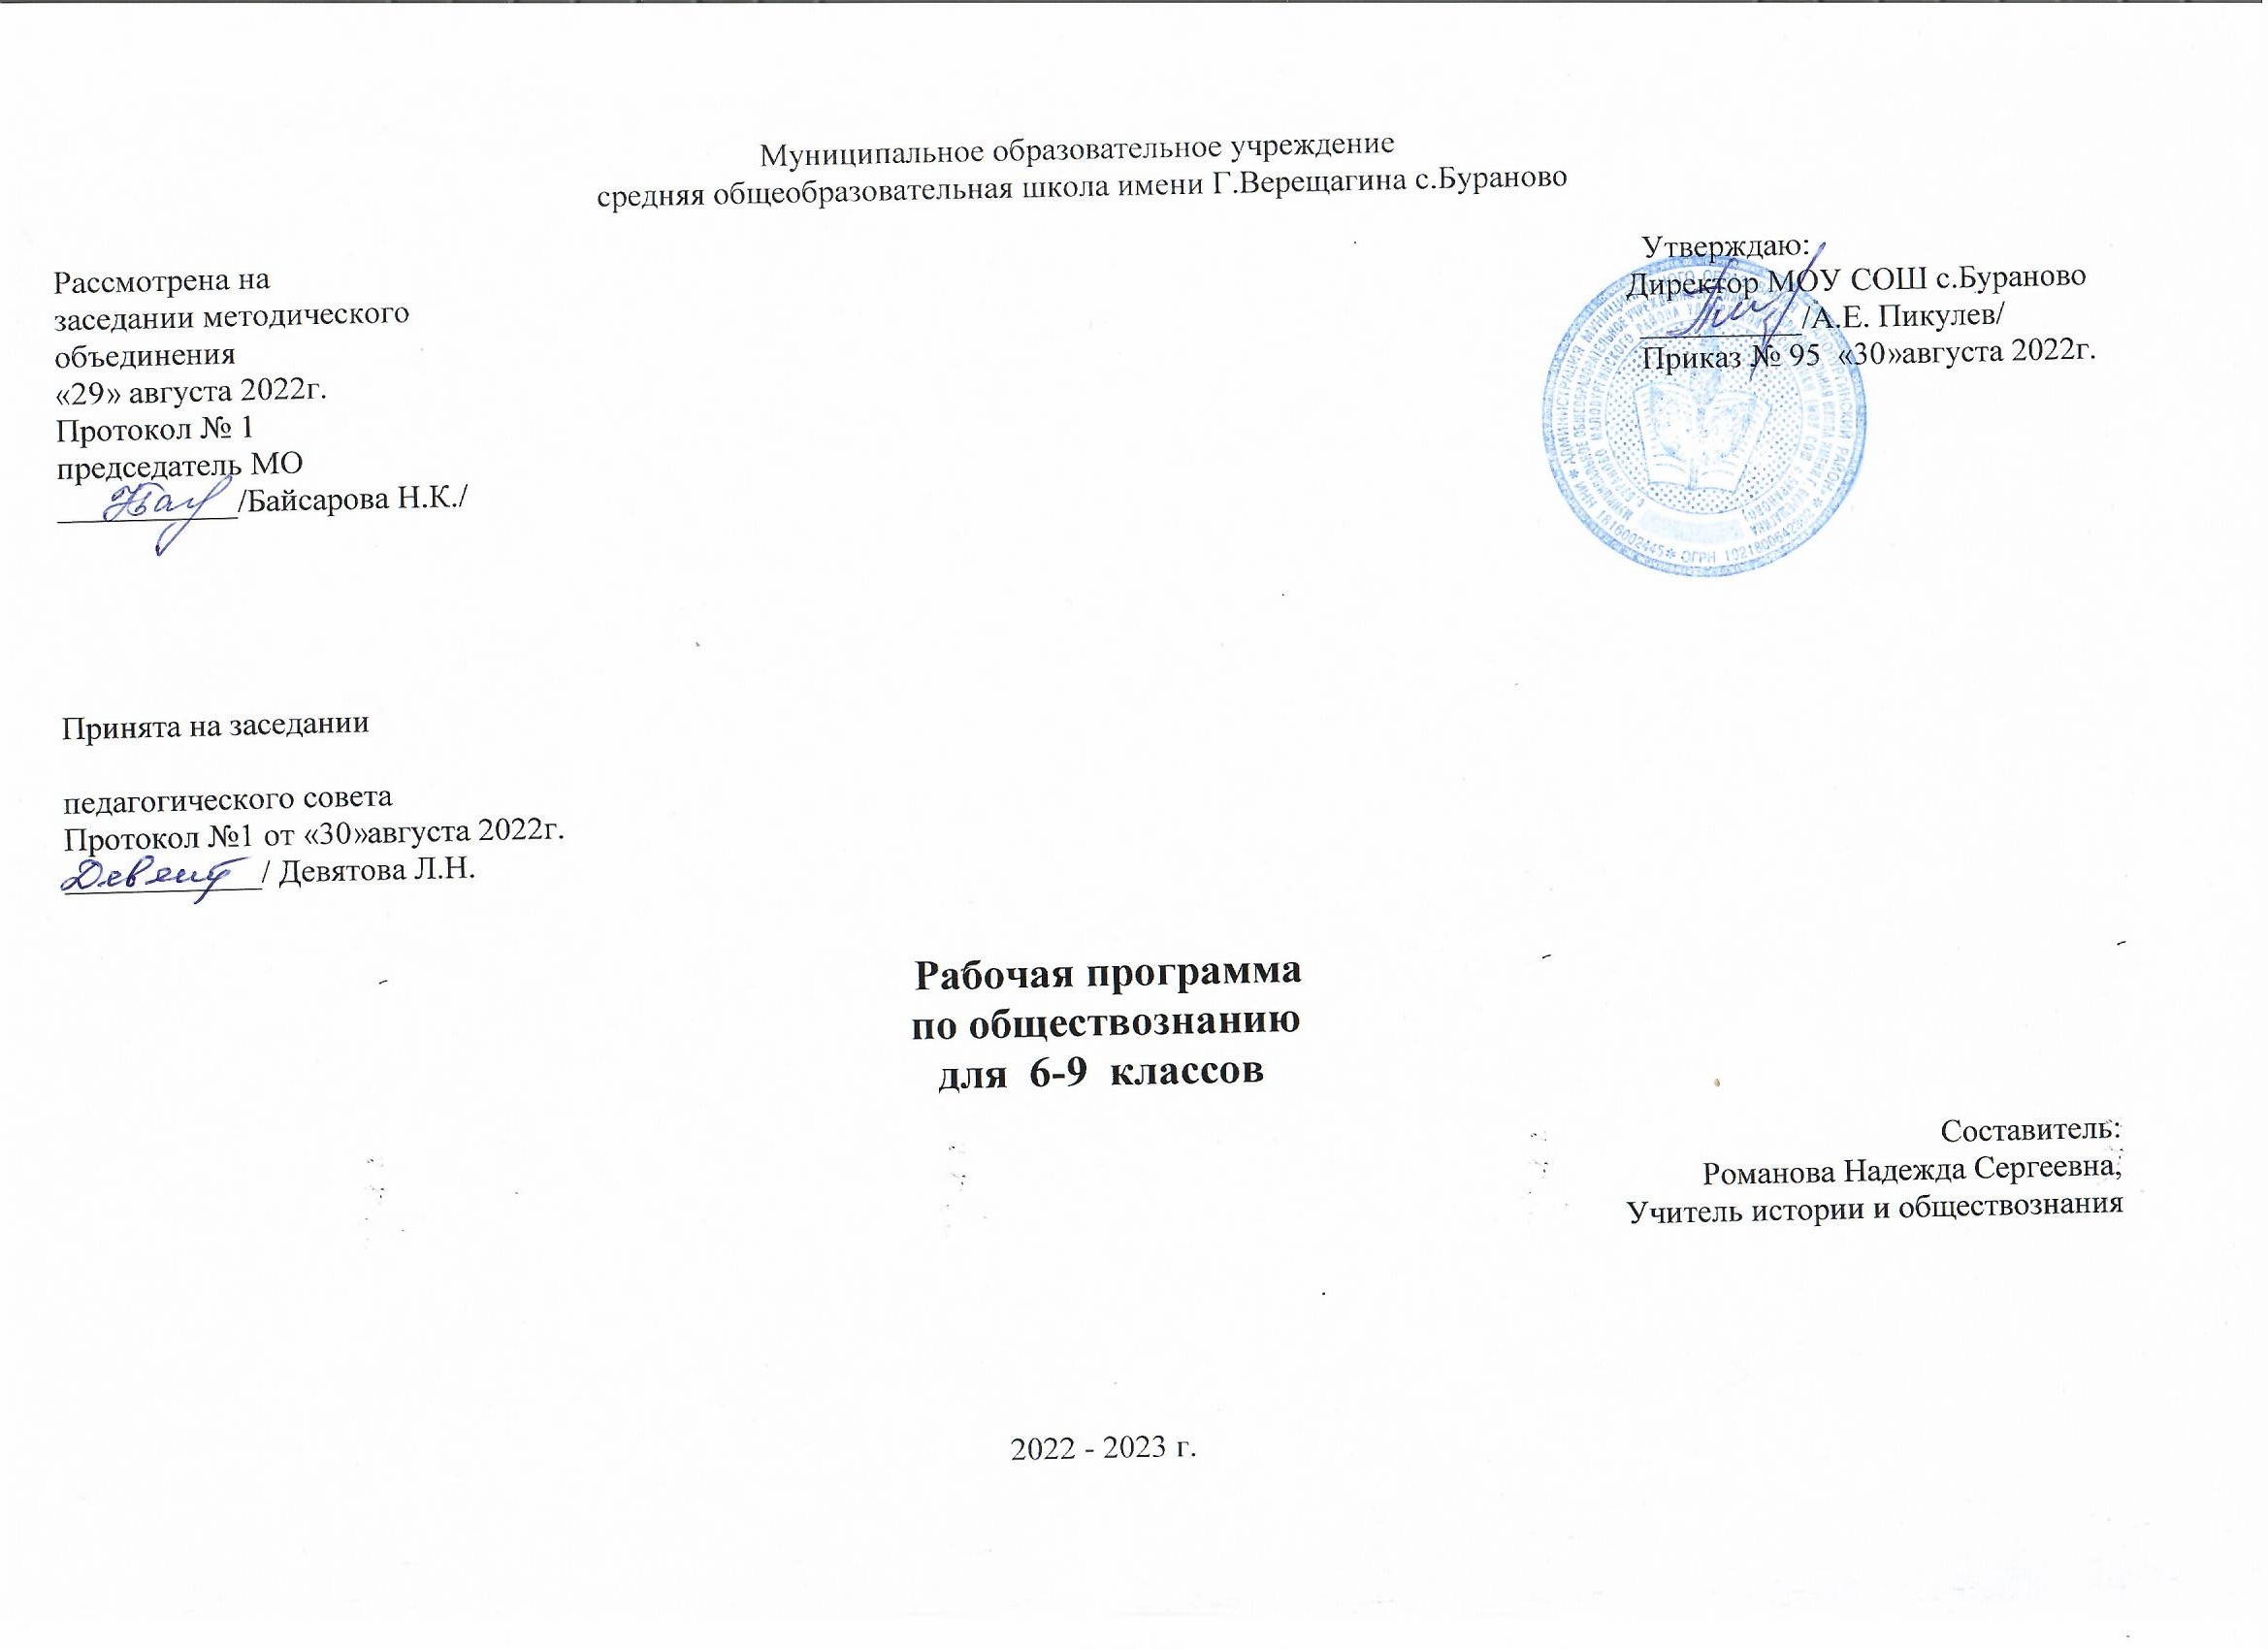 Муниципальное образовательное учреждение
средняя общеобразовательная школа имени Г.Верещагина с.Бураново
Рассмотрена на
заседании методического
объединения
«29» августа 2022г.
Протокол № 1
председатель МО
/Байсарова Н.К./
Утверждаю:
Директор МОУ СОШ с.Бураново
/А.Е. Пикулев/
Приказ № 95 «30»августа 2022г.
Принята на заседании
педагогического совета
Протокол №1 от «30»августа 2022г.
/ Девятова Л.Н.
Рабочая программа
по обществознанию
для 6-9 классов
Составитель:
Романова Надежда Сергеевна,
Учитель истории и обществознания
2022 - 2023 г.